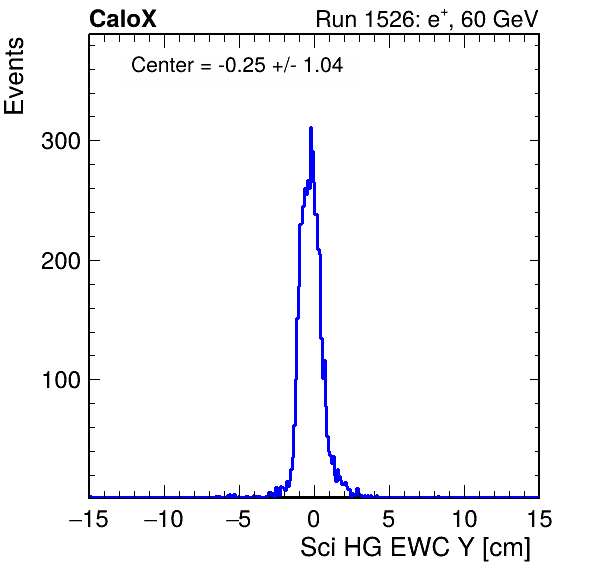 CaloX Run 1526: e⁺, 60 GeV
Events
Center = -0.25 +/- 1.04
300
200
100
−15 −10 −5 0 5 10 15
Sci HG EWC Y [cm]